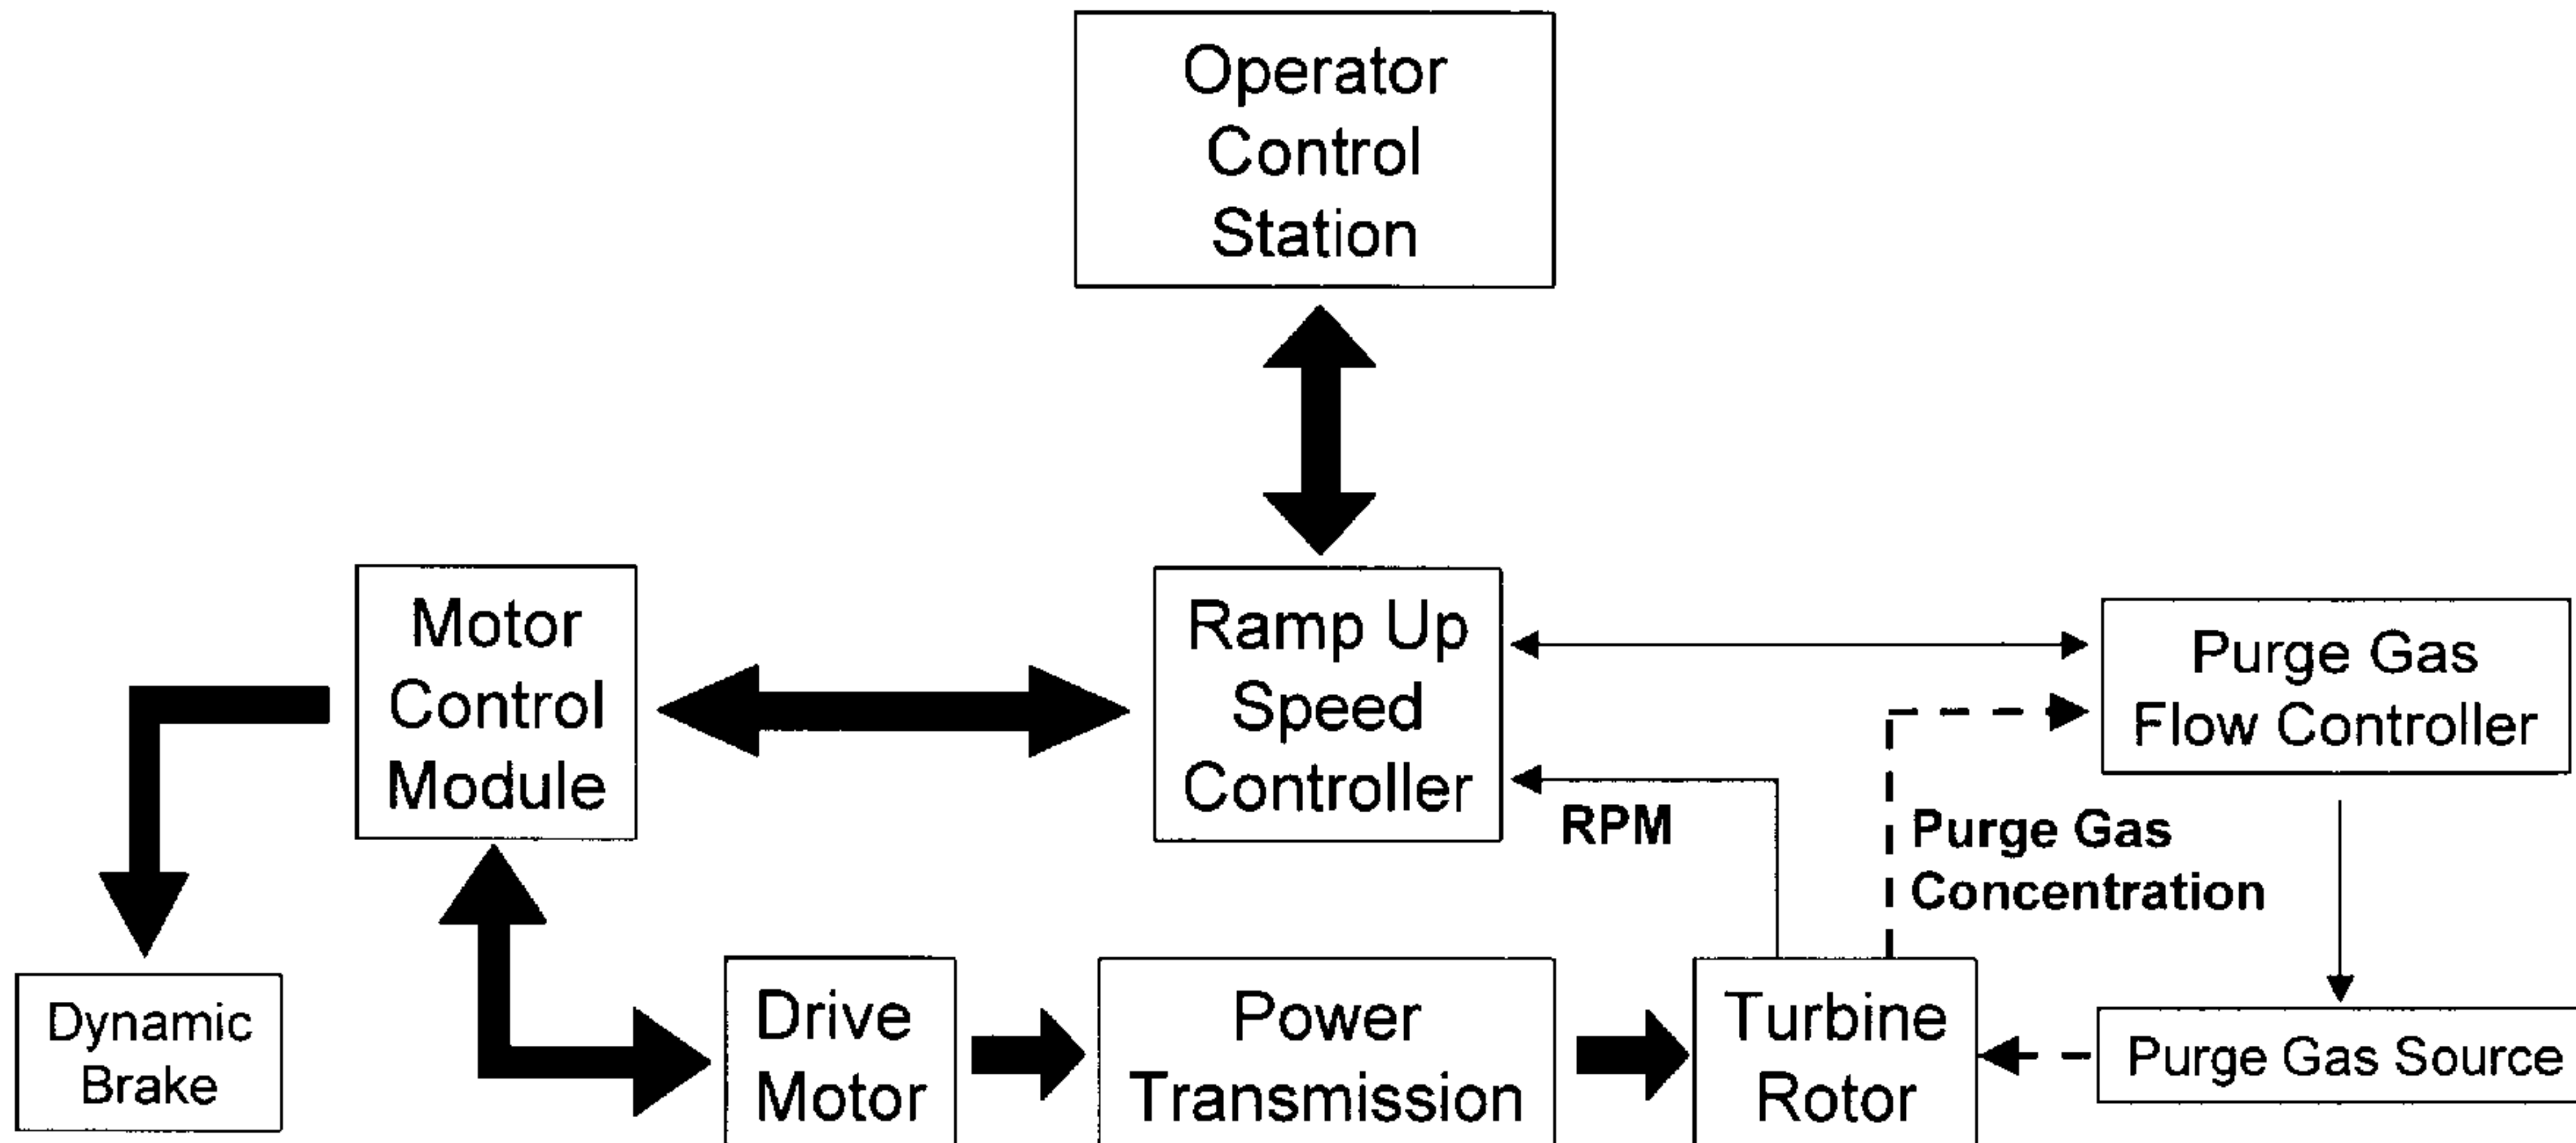 Operator
Control
Station
Motor
Control
Module
Ramp Up
Speed
Controller
Purge Gas
Flow Controller
RPM
Purge Gas
Concentration
Dynamic
Brake
Drive
Motor
Power
Transmission
Turbine
Rotor
Purge Gas Source